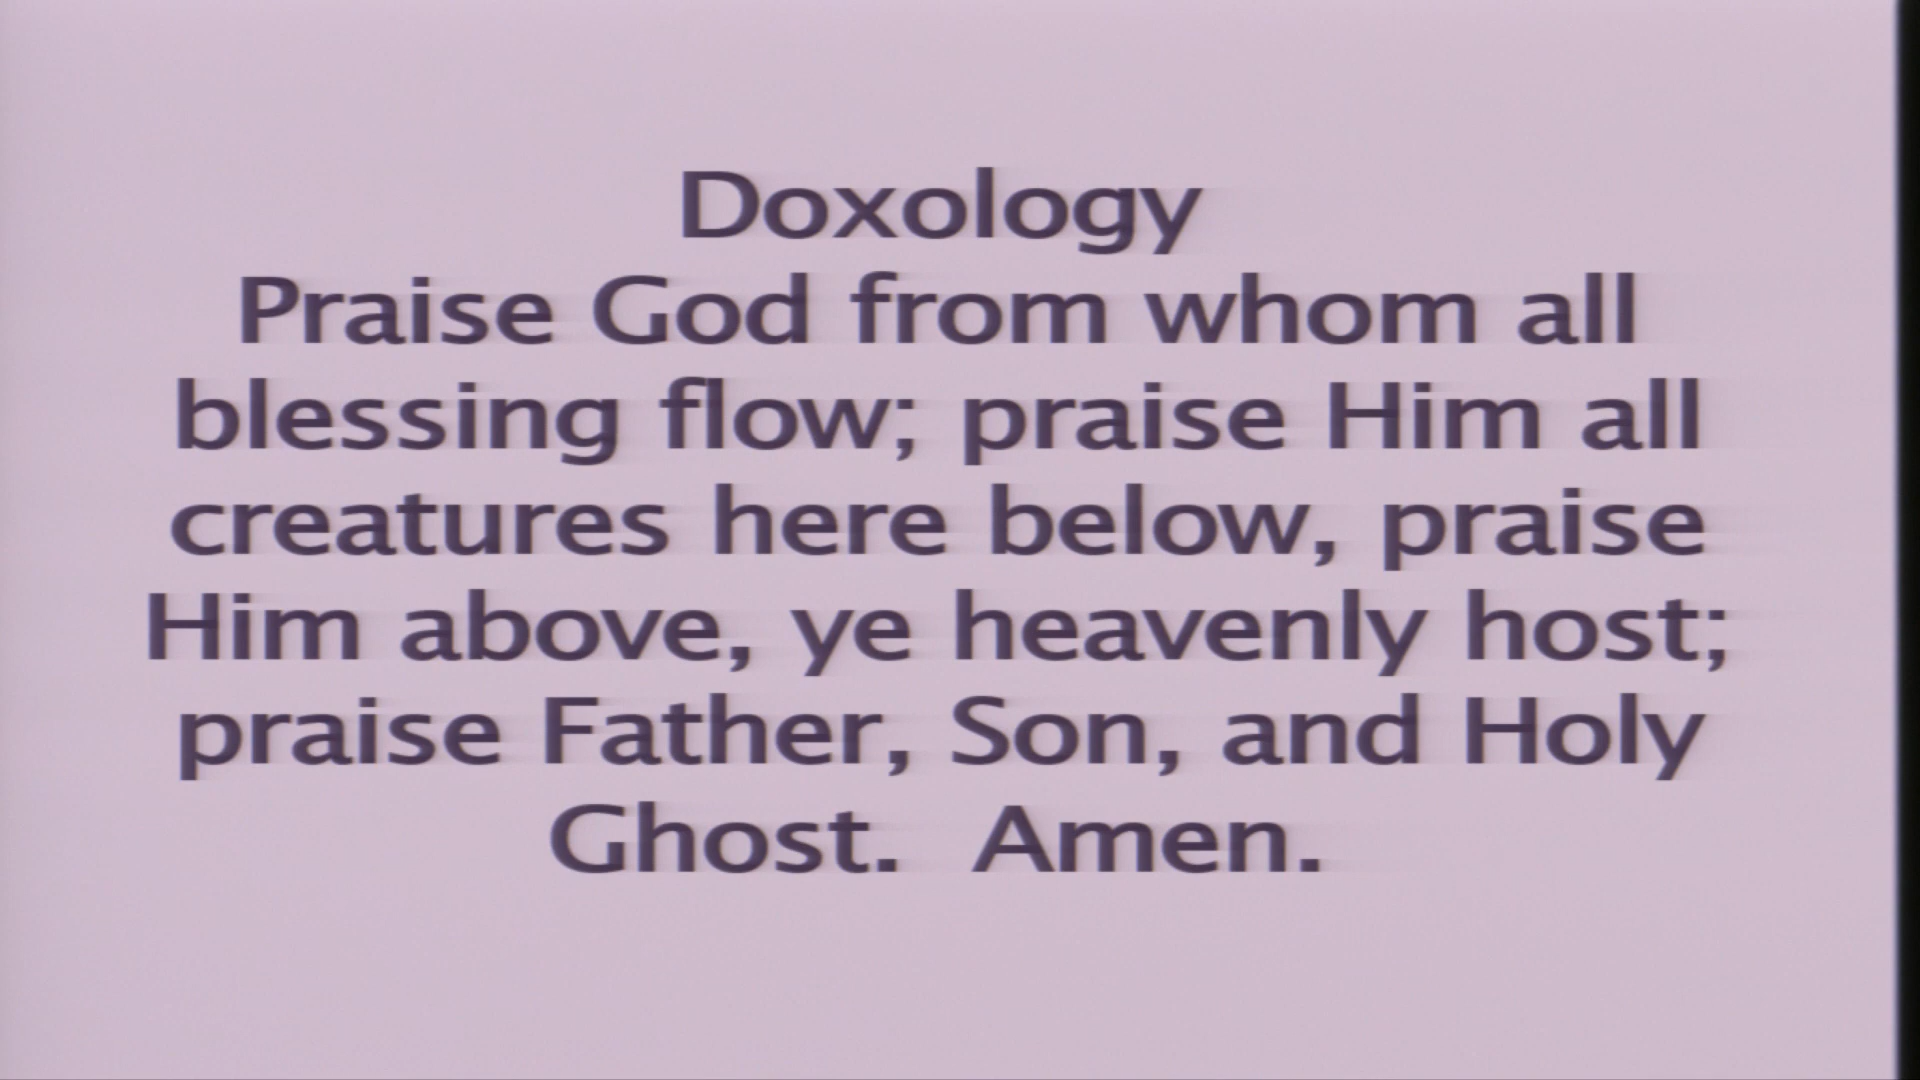 Doxology
Praise God from whom all
blessing flow; praise Him all
creatures here below, praise
Him above, ye heavenly host;
praise Father, Son, and Holy
Ghost.  Amen.